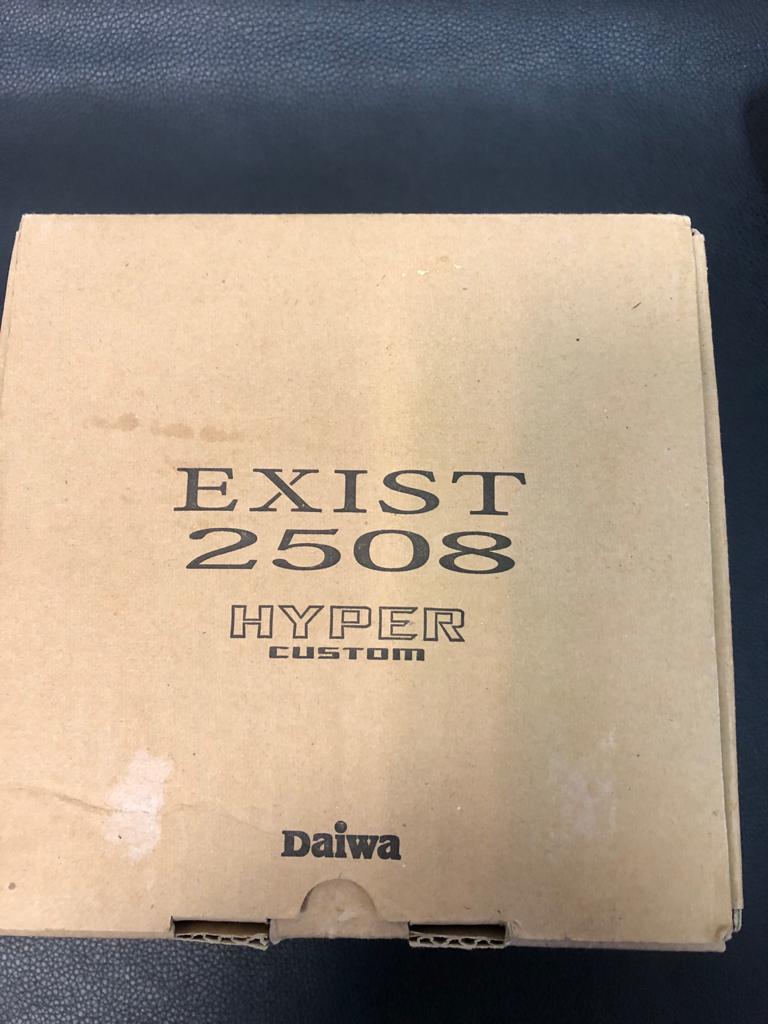 EXIST
2508
HYPER
CUSTOM
Daiwa